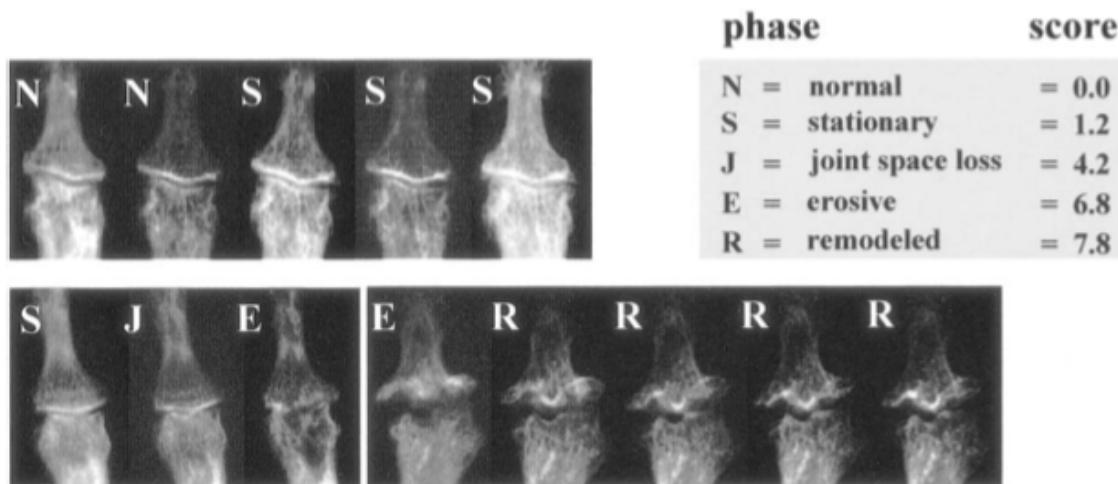 phase score
N N S S S
N = normal = 0.0
S = stationary = 1.2
J = joint space loss = 4.2
E = erosive = 6.8
R = remodeled = 7.8
S J E E R R R R